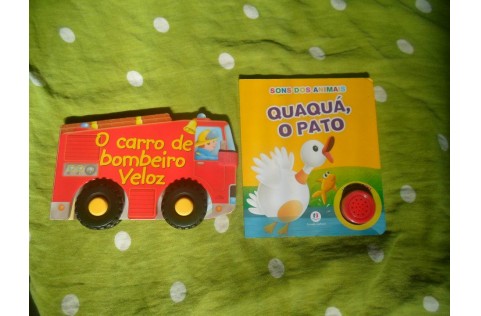 O carro de
bombeiro
Veloz
SONS DOS ANIMAIS
QUAQUÁ,
O PATO